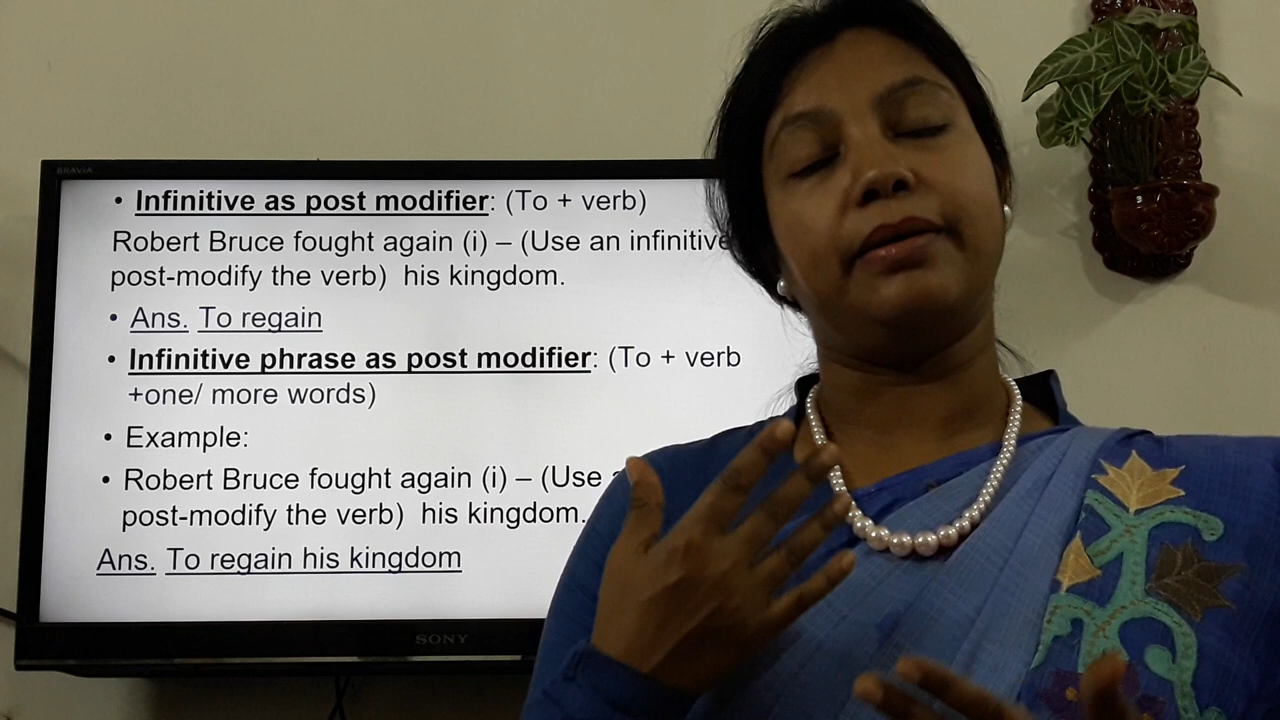 BRAVIA
• Infinitive as post modifier: (To + verb)
Robert Bruce fought again (i) – (Use an infinitive
post-modify the verb) his kingdom.
• Ans. To regain
• Infinitive phrase as post modifier: (To + verb
+one/ more words)
• Example:
• Robert Bruce fought again (i) – (Use
post-modify the verb) his kingdom.
Ans. To regain his kingdom
SONY